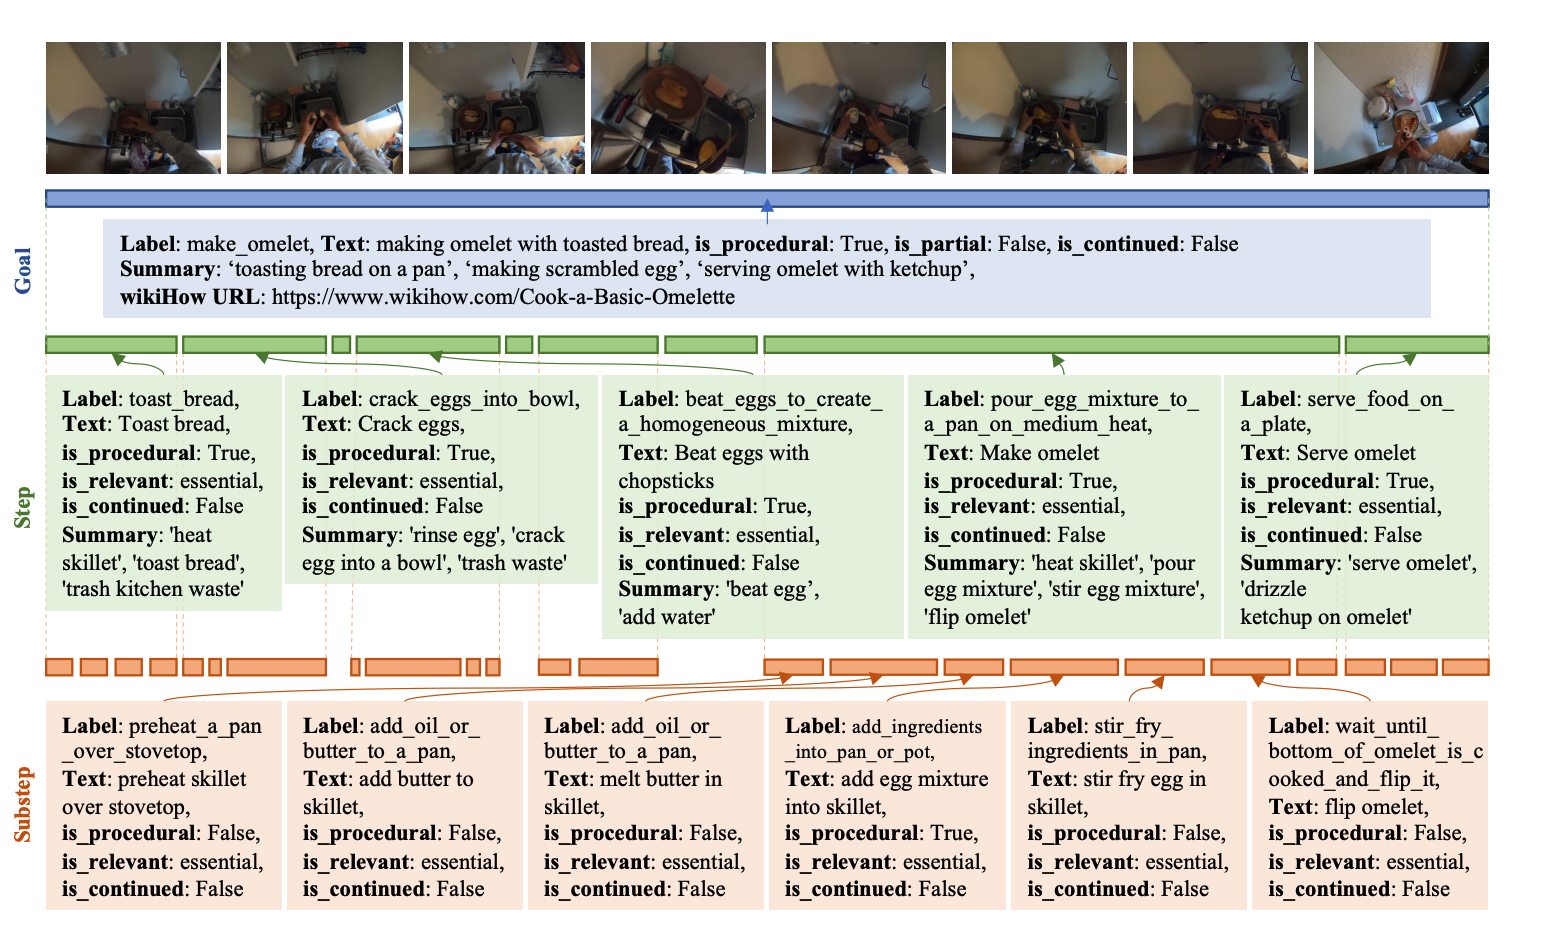 Goal
Label: make_omelet, Text: making omelet with toasted bread, is_procedural: True, is_partial: False, is_continued: False
Summary: ‘toasting bread on a pan’, ‘making scrambled egg’, ‘serving omelet with ketchup’,
wikiHow URL: https://www.wikihow.com/Cook-a-Basic-Omelette
Step
Label: toast_bread,
Text: Toast bread,
is_procedural: True,
is_relevant: essential,
is_continued: False
Summary: 'heat
skillet', 'toast bread',
'trash kitchen waste'
Label: crack_eggs_into_bowl,
Text: Crack eggs,
is_procedural: True,
is_relevant: essential,
is_continued: False
Summary: 'rinse egg', 'crack
egg into a bowl', 'trash waste'
Label: beat_eggs_to_create_
a_homogeneous_mixture,
Text: Beat eggs with
chopsticks
is_procedural: True,
is_relevant: essential,
is_continued: False
Summary: 'beat egg’,
'add water'
Label: pour_egg_mixture_to_
a_pan_on_medium_heat,
Text: Make omelet
is_procedural: True,
is_relevant: essential,
is_continued: False
Summary: 'heat skillet', 'pour
egg mixture', 'stir egg mixture',
'flip omelet'
Label: serve_food_on_
a_plate,
Text: Serve omelet
is_procedural: True,
is_relevant: essential,
is_continued: False
Summary: 'serve omelet',
'drizzle
ketchup on omelet'
Substep
Label: preheat_a_pan
_over_stovetop,
Text: preheat skillet
over stovetop,
is_procedural: False,
is_relevant: essential,
is_continued: False
Label: add_oil_or_
butter_to_a_pan,
Text: add butter to
skillet,
is_procedural: False,
is_relevant: essential,
is_continued: False
Label: add_oil_or_
butter_to_a_pan,
Text: melt butter in
skillet,
is_procedural: False,
is_relevant: essential,
is_continued: False
Label: add_ingredients
_into_pan_or_pot,
Text: add egg mixture
into skillet,
is_procedural: True,
is_relevant: essential,
is_continued: False
Label: stir_fry_
ingredients_in_pan,
Text: stir fry egg in
skillet,
is_procedural: False,
is_relevant: essential,
is_continued: False
Label: wait_until_
bottom_of_omelet_is_c
ooked_and_flip_it,
Text: flip omelet,
is_procedural: False,
is_relevant: essential,
is_continued: False